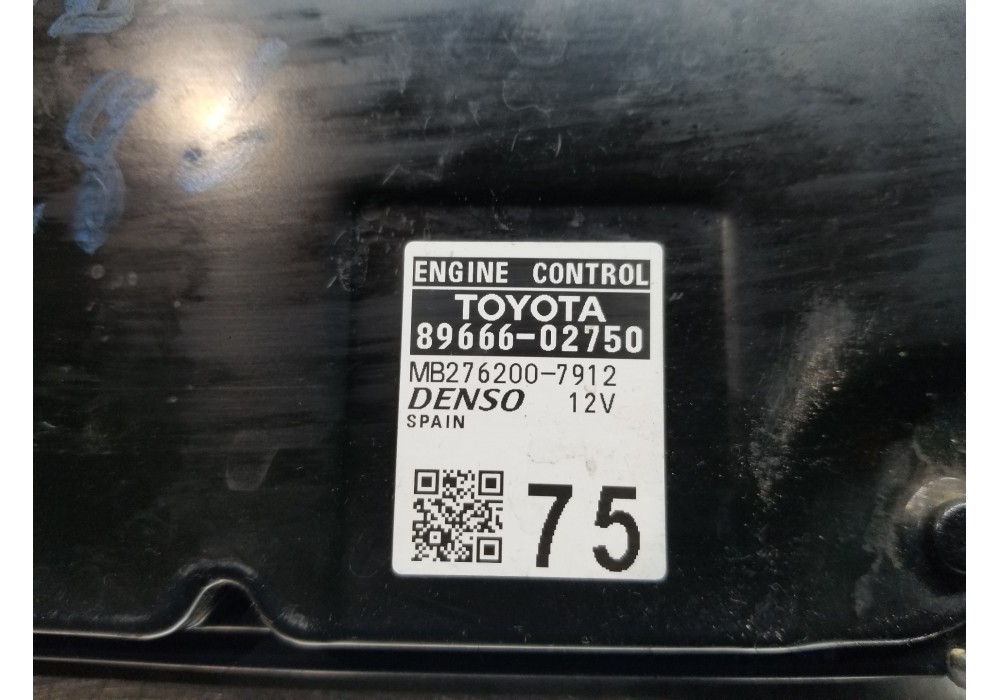 ENGINE CONTROL
TOYOTA
89666-02750
MB276200-7912
DENSO 12V
SPAIN
75